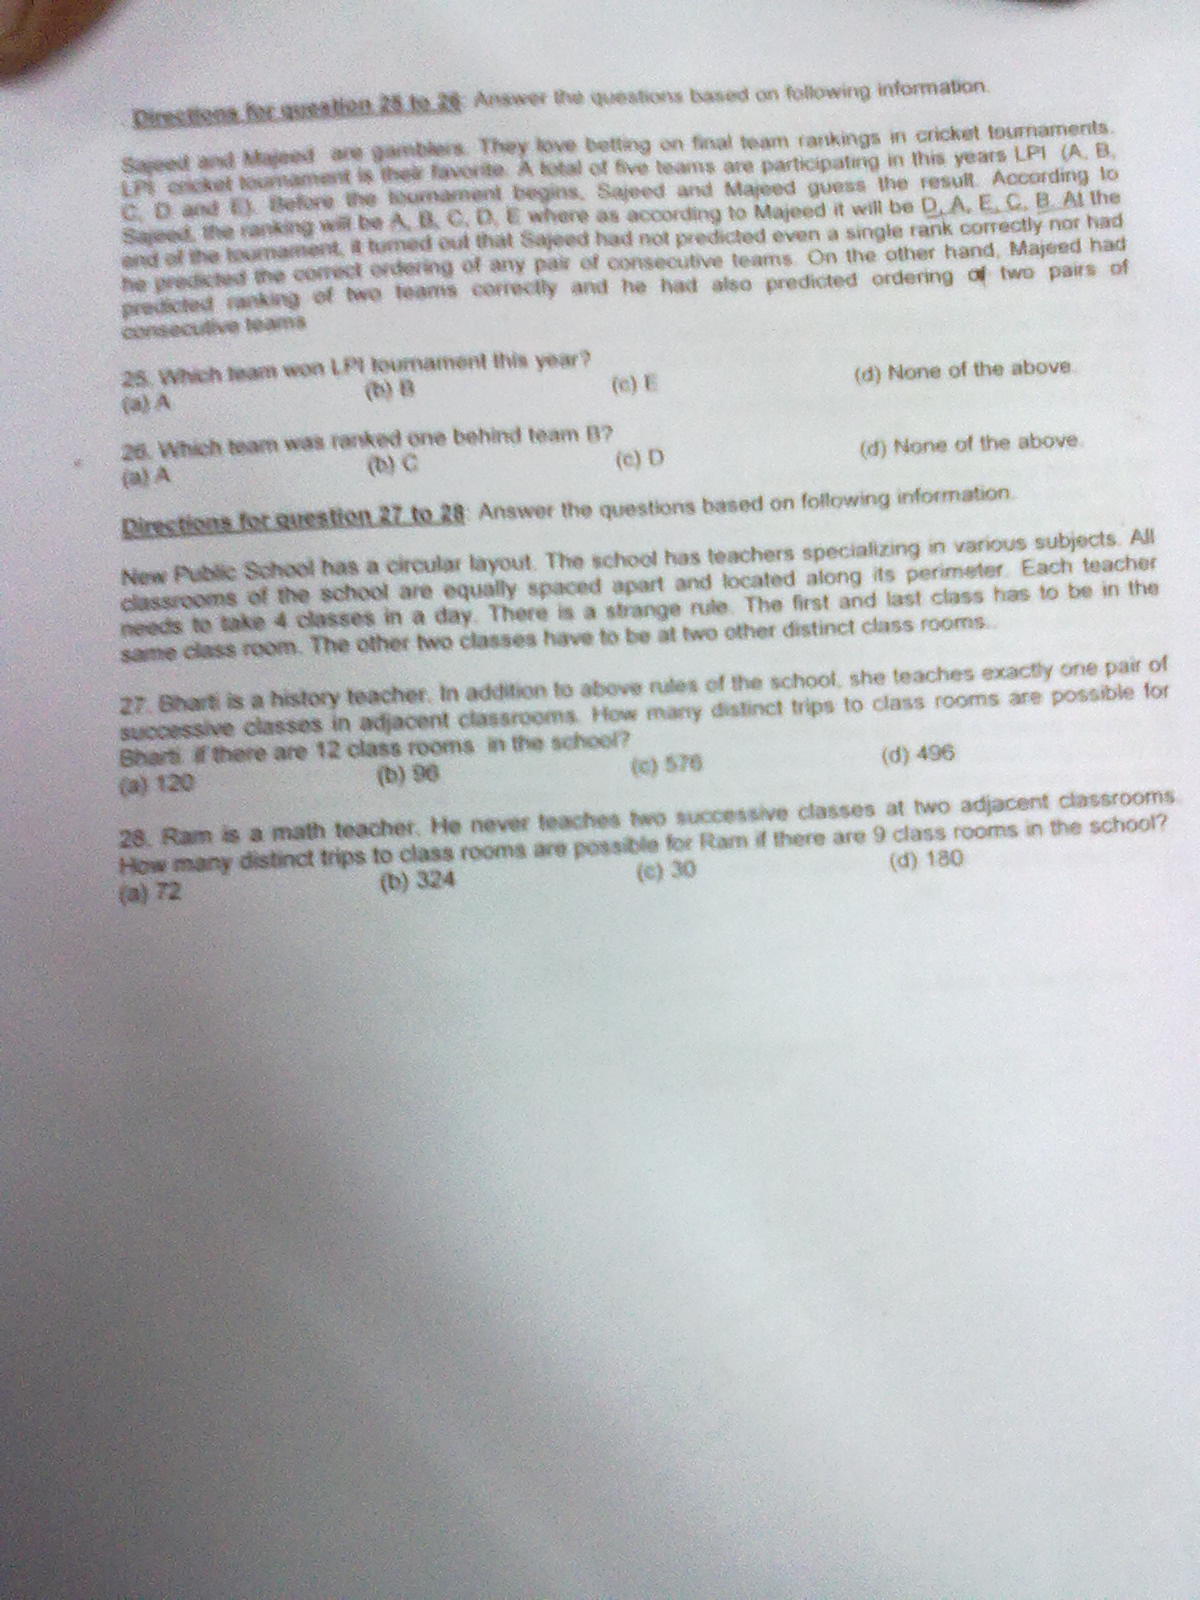 Directions for question 25 to 26: Answer the questions based on following information.
Sajeed and Majeed are gamblers. They love betting on final team rankings in cricket tournaments.
LPI cricket tournament is their favorite. A total of five teams are participating in this years LPI (A, B,
C, D and E). Before the tournament begins, Sajeed and Majeed guess the result. According to
Sajeed, the ranking will be A, B, C, D, E where as according to Majeed it will be D, A, E, C, B. At the
end of the tournament, it turned out that Sajeed had not predicted even a single rank correctly nor had
he predicted the correct ordering of any pair of consecutive teams. On the other hand, Majeed had
predicted ranking of two teams correctly and he had also predicted ordering of two pairs of
consecutive teams
25. Which team won LPI tournament this year?
(a) A (b) B (c) E (d) None of the above.
26. Which team was ranked one behind team B?
(a) A (b) C (c) D (d) None of the above.
Directions for question 27 to 28: Answer the questions based on following information.
New Public School has a circular layout. The school has teachers specializing in various subjects. All
classrooms of the school are equally spaced apart and located along its perimeter. Each teacher
needs to take 4 classes in a day. There is a strange rule. The first and last class has to be in the
same class room. The other two classes have to be at two other distinct class rooms..
27. Bharti is a history teacher. In addition to above rules of the school, she teaches exactly one pair of
successive classes in adjacent classrooms. How many distinct trips to class rooms are possible for
Bharti, if there are 12 class rooms in the school?
(a) 120 (b) 96 (c) 576 (d) 496
28. Ram is a math teacher. He never teaches two successive classes at two adjacent classrooms.
How many distinct trips to class rooms are possible for Ram if there are 9 class rooms in the school?
(a) 72 (b) 324 (c) 30 (d) 180